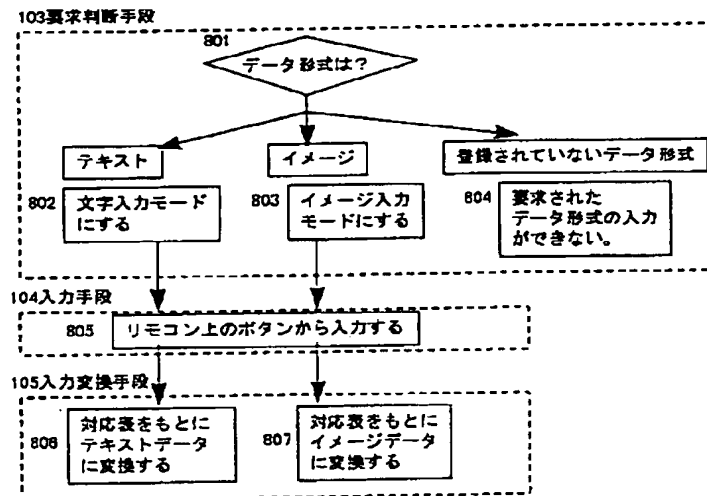 103要求判断手段
801
データ形式は?
テキスト
イメージ
登録されていないデータ形式
802
文字入力モード
にする
803
イメージ入力
モードにする
804
要求された
データ形式の入力
ができない。
104入力手段
805
リモコン上のボタンから入力する
105入力変換手段
806
対応表をもとに
テキストデータ
に変換する
807
対応表をもとに
イメージデータ
に変換する